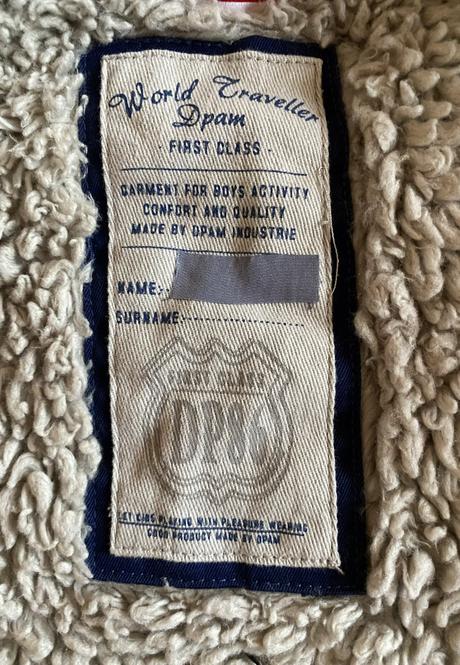 World Traveller
Dpam
- FIRST CLASS -
GARMENT FOR BOYS ACTIVITY
CONFORT AND QUALITY
MADE BY DPAM INDUSTRIE
NAME:
SURNAME:
FIRST CLASS
DP86
LET KIDS PLAYING WITH PLEASURE WEARING
GOOD PRODUCT MADE BY DPAM